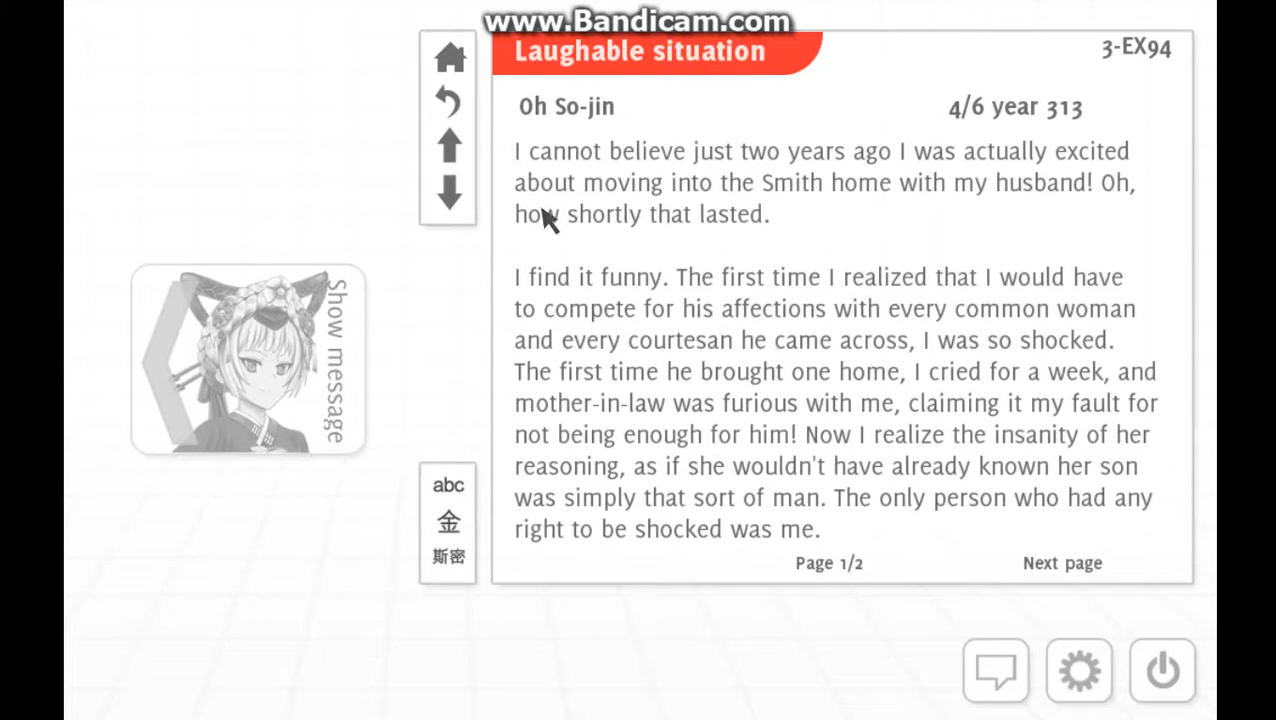 www.Bandicam.com
Laughable situation
3-EX94
Oh So-jin
4/6 year 313
I cannot believe just two years ago I was actually excited
about moving into the Smith home with my husband! Oh,
how shortly that lasted.
I find it funny. The first time I realized that I would have
to compete for his affections with every common woman
and every courtesan he came across, I was so shocked.
The first time he brought one home, I cried for a week, and
mother-in-law was furious with me, claiming it my fault for
not being enough for him! Now I realize the insanity of her
reasoning, as if she wouldn't have already known her son
was simply that sort of man. The only person who had any
right to be shocked was me.
Page 1/2
Next page
Show message
abc
金
斯密